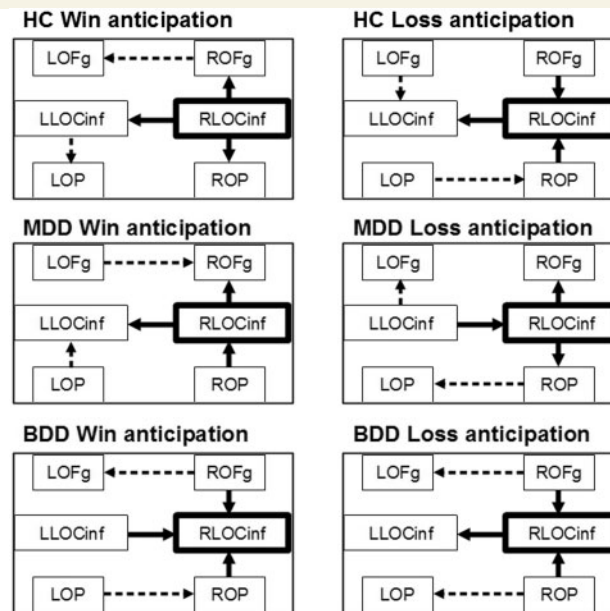 HC Win anticipation HC Loss anticipation
LOFg ROFg LOFg ROFg
LLOCinf RLOCinf LLOCinf RLOCinf
LOP ROP LOP ROP
MDD Win anticipation MDD Loss anticipation
LOFg ROFg LOFg ROFg
LLOCinf RLOCinf LLOCinf RLOCinf
LOP ROP LOP ROP
BDD Win anticipation BDD Loss anticipation
LOFg ROFg LOFg ROFg
LLOCinf RLOCinf LLOCinf RLOCinf
LOP ROP LOP ROP